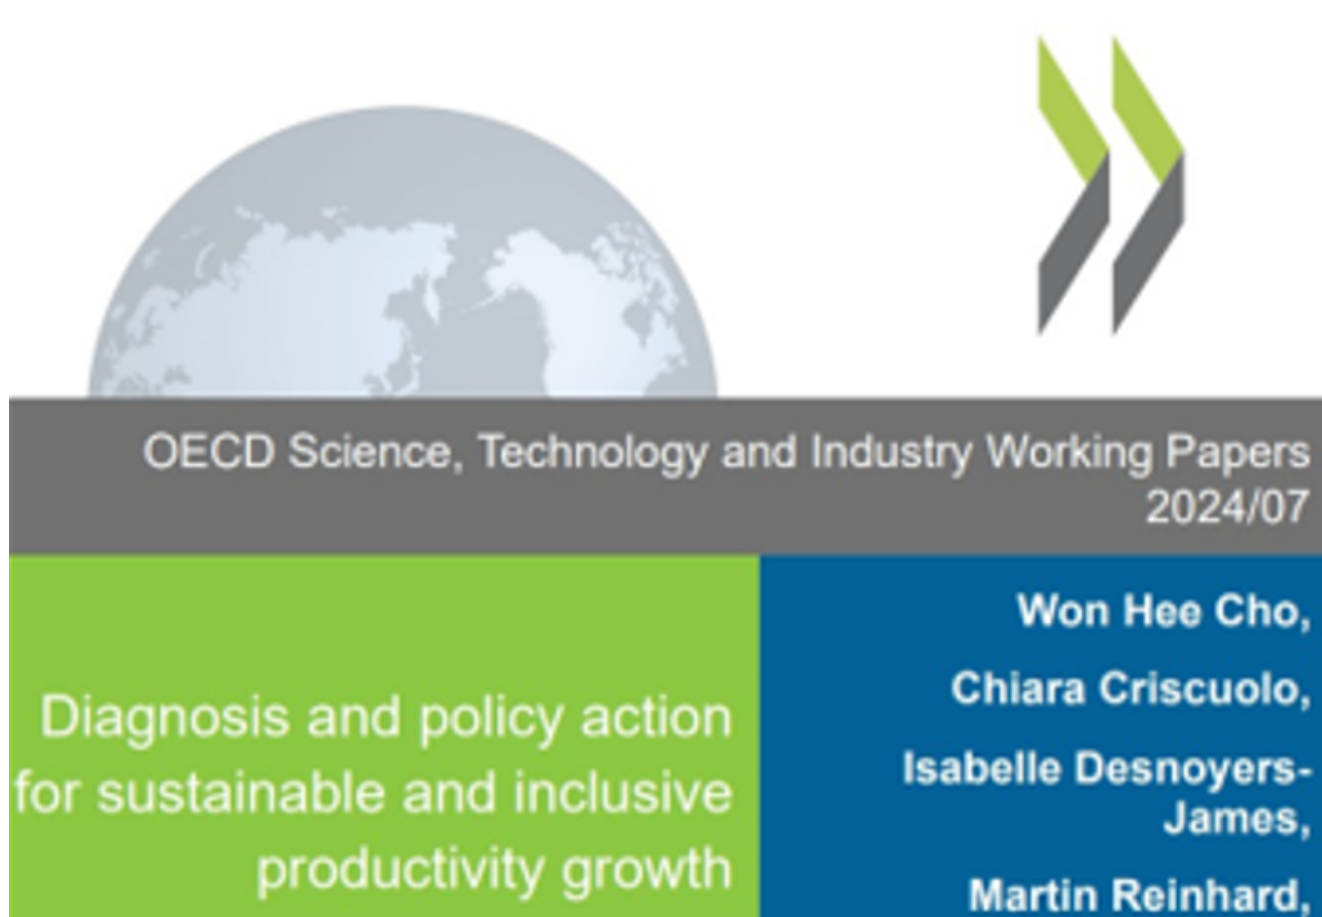 OECD Science, Technology and Industry Working Papers
2024/07
Diagnosis and policy action
for sustainable and inclusive
productivity growth
Won Hee Cho,
Chiara Criscuolo,
Isabelle Desnoyers-
James,
Martin Reinhard,